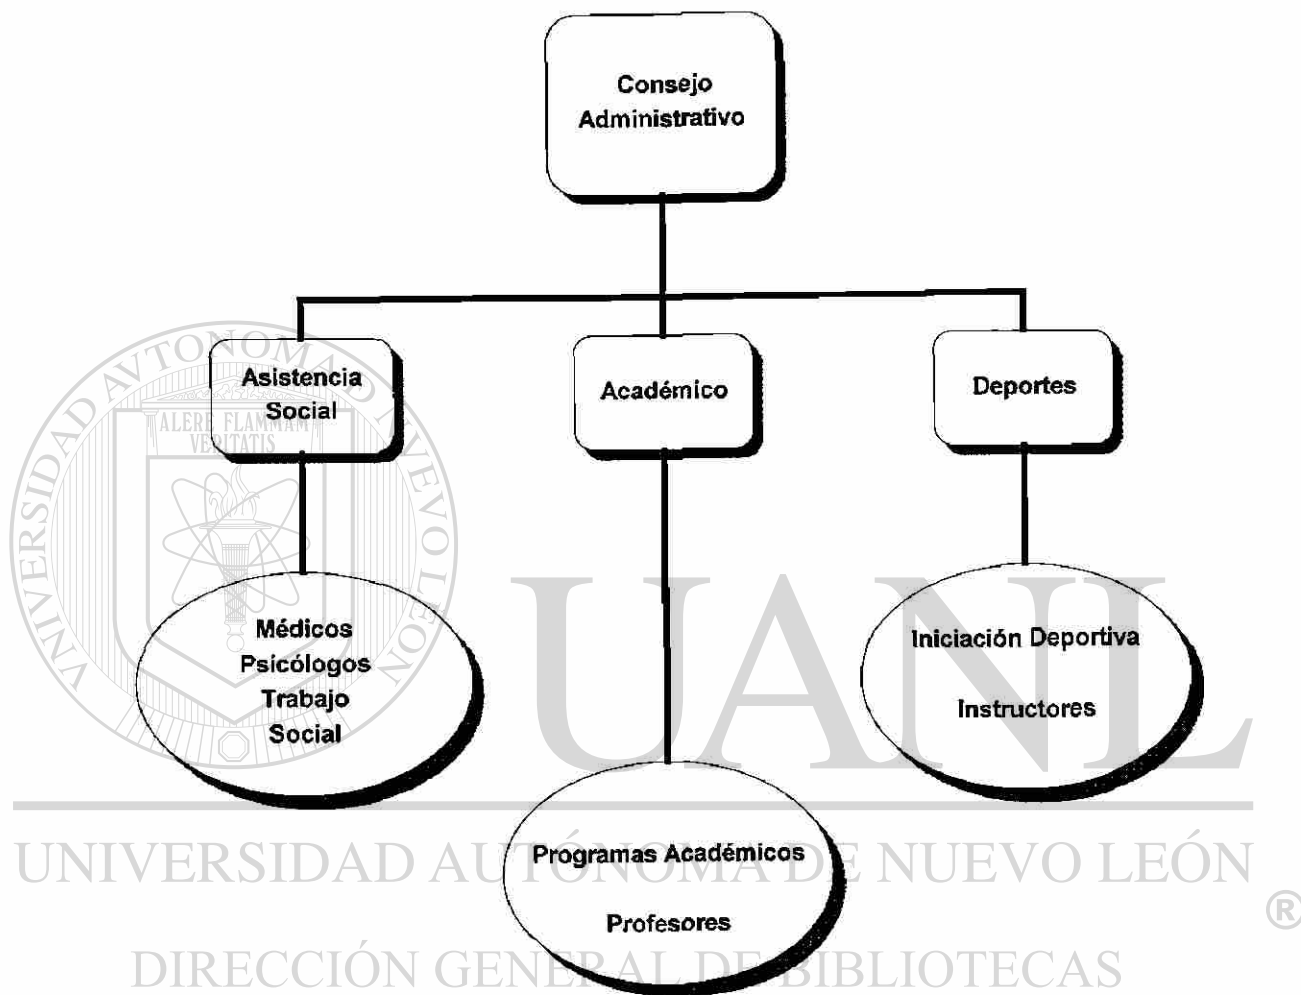 Consejo
Administrativo
Asistencia
Social
Académico
Deportes
Médicos
Psicólogos
Trabajo
Social
Iniciación Deportiva
Instructores
Programas Académicos
Profesores
UNIVERSIDAD AUTONOMA DE NUEVO LEON
ALERE FLAMMAM
VERITATIS
UANL
UNIVERSIDAD AUTÓNOMA DE NUEVO LEÓN
®
DIRECCIÓN GENERAL DE BIBLIOTECAS